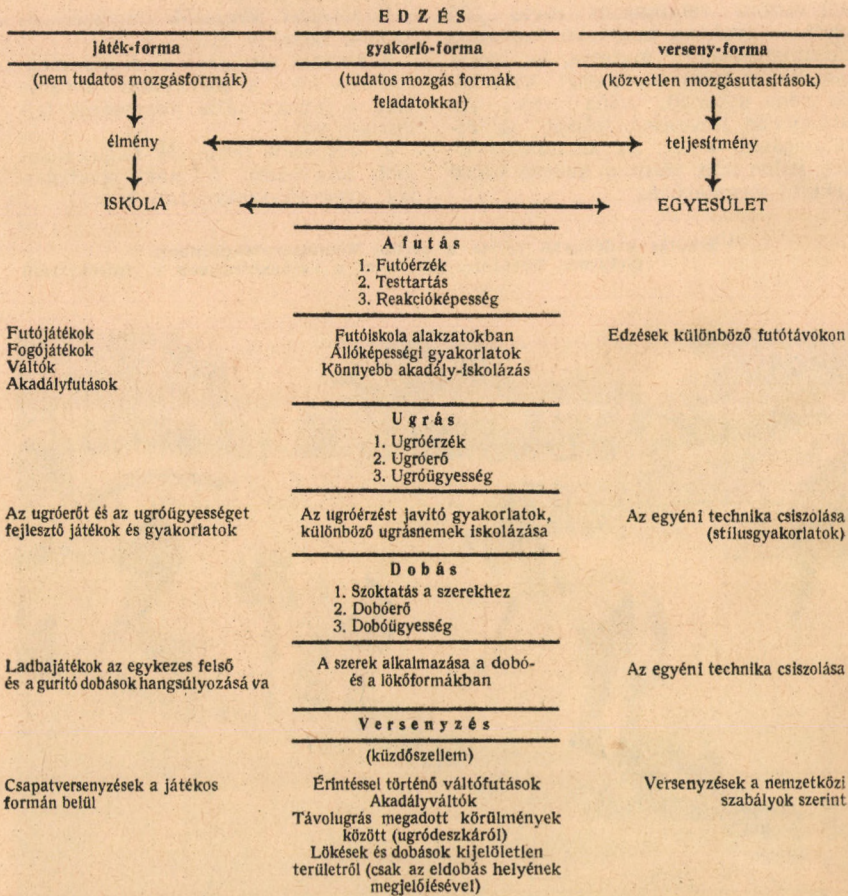 EDZÉS
játék-forma
gyakorló-forma
verseny-forma
(nem tudatos mozgásformák)
(tudatos mozgás formák
feladatokkal)
(közvetlen mozgásutasítások)
élmény
teljesítmény
ISKOLA
EGYESÜLET
A futás
1. Futóérzék
2. Testtartás
3. Reakcióképesség
Futójátékok
Fogójátékok
Váltók
Akadályfutások
Futóiskola alakzatokban
Állóképességi gyakorlatok
Könnyebb akadály-iskolázás
Edzések különböző futótávokon
Ugrás
1. Ugróérzék
2. Ugróerő
3. Ugróügyesség
Az ugróerőt és az ugróügyességet
fejlesztő játékok és gyakorlatok
Az ugróérzést javító gyakorlatok,
különböző ugrásnemek iskolázása
Az egyéni technika csiszolása
(stílusgyakorlatok)
Dobás
1. Szoktatás a szerekhez
2. Dobóerő
3. Dobóügyesség
Ladbajátékok az egykezes felső
és a gurító dobások hangsúlyozásá va
A szerek alkalmazása a dobó-
és a lökőformákban
Az egyéni technika csiszolása
Versenyzés
(küzdőszellem)
Csapatversenyzések a játékos
formán belül
Érintéssel történő váltófutások
Akadályváltók
Távolugrás megadott körülmények
között (ugródeszkáról)
Lökések és dobások kijelöletlen
területről (csak az eldobás helyének
megjelölésével)
Versenyzések a nemzetközi
szabályok szerint